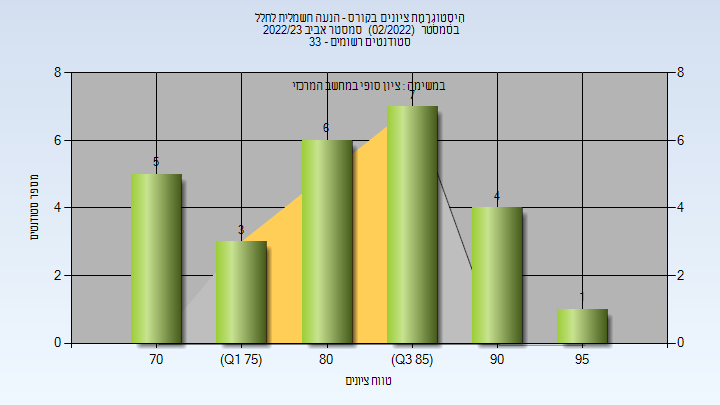 היסטוגרמת ציונים בקורס - הנעה חשמלית לחלל
בסמסטר (02/2022) סמסטר אביב 2022/23
סטודנטים רשומים - 33
במשימה : ציון סופי במחשב המרכזי
מספר סטודנטים
8 8
6 6
4 4
2 2
0 0
5 3 6 7 4 1
70 (Q1 75) 80 (Q3 85) 90 95
טווח ציונים